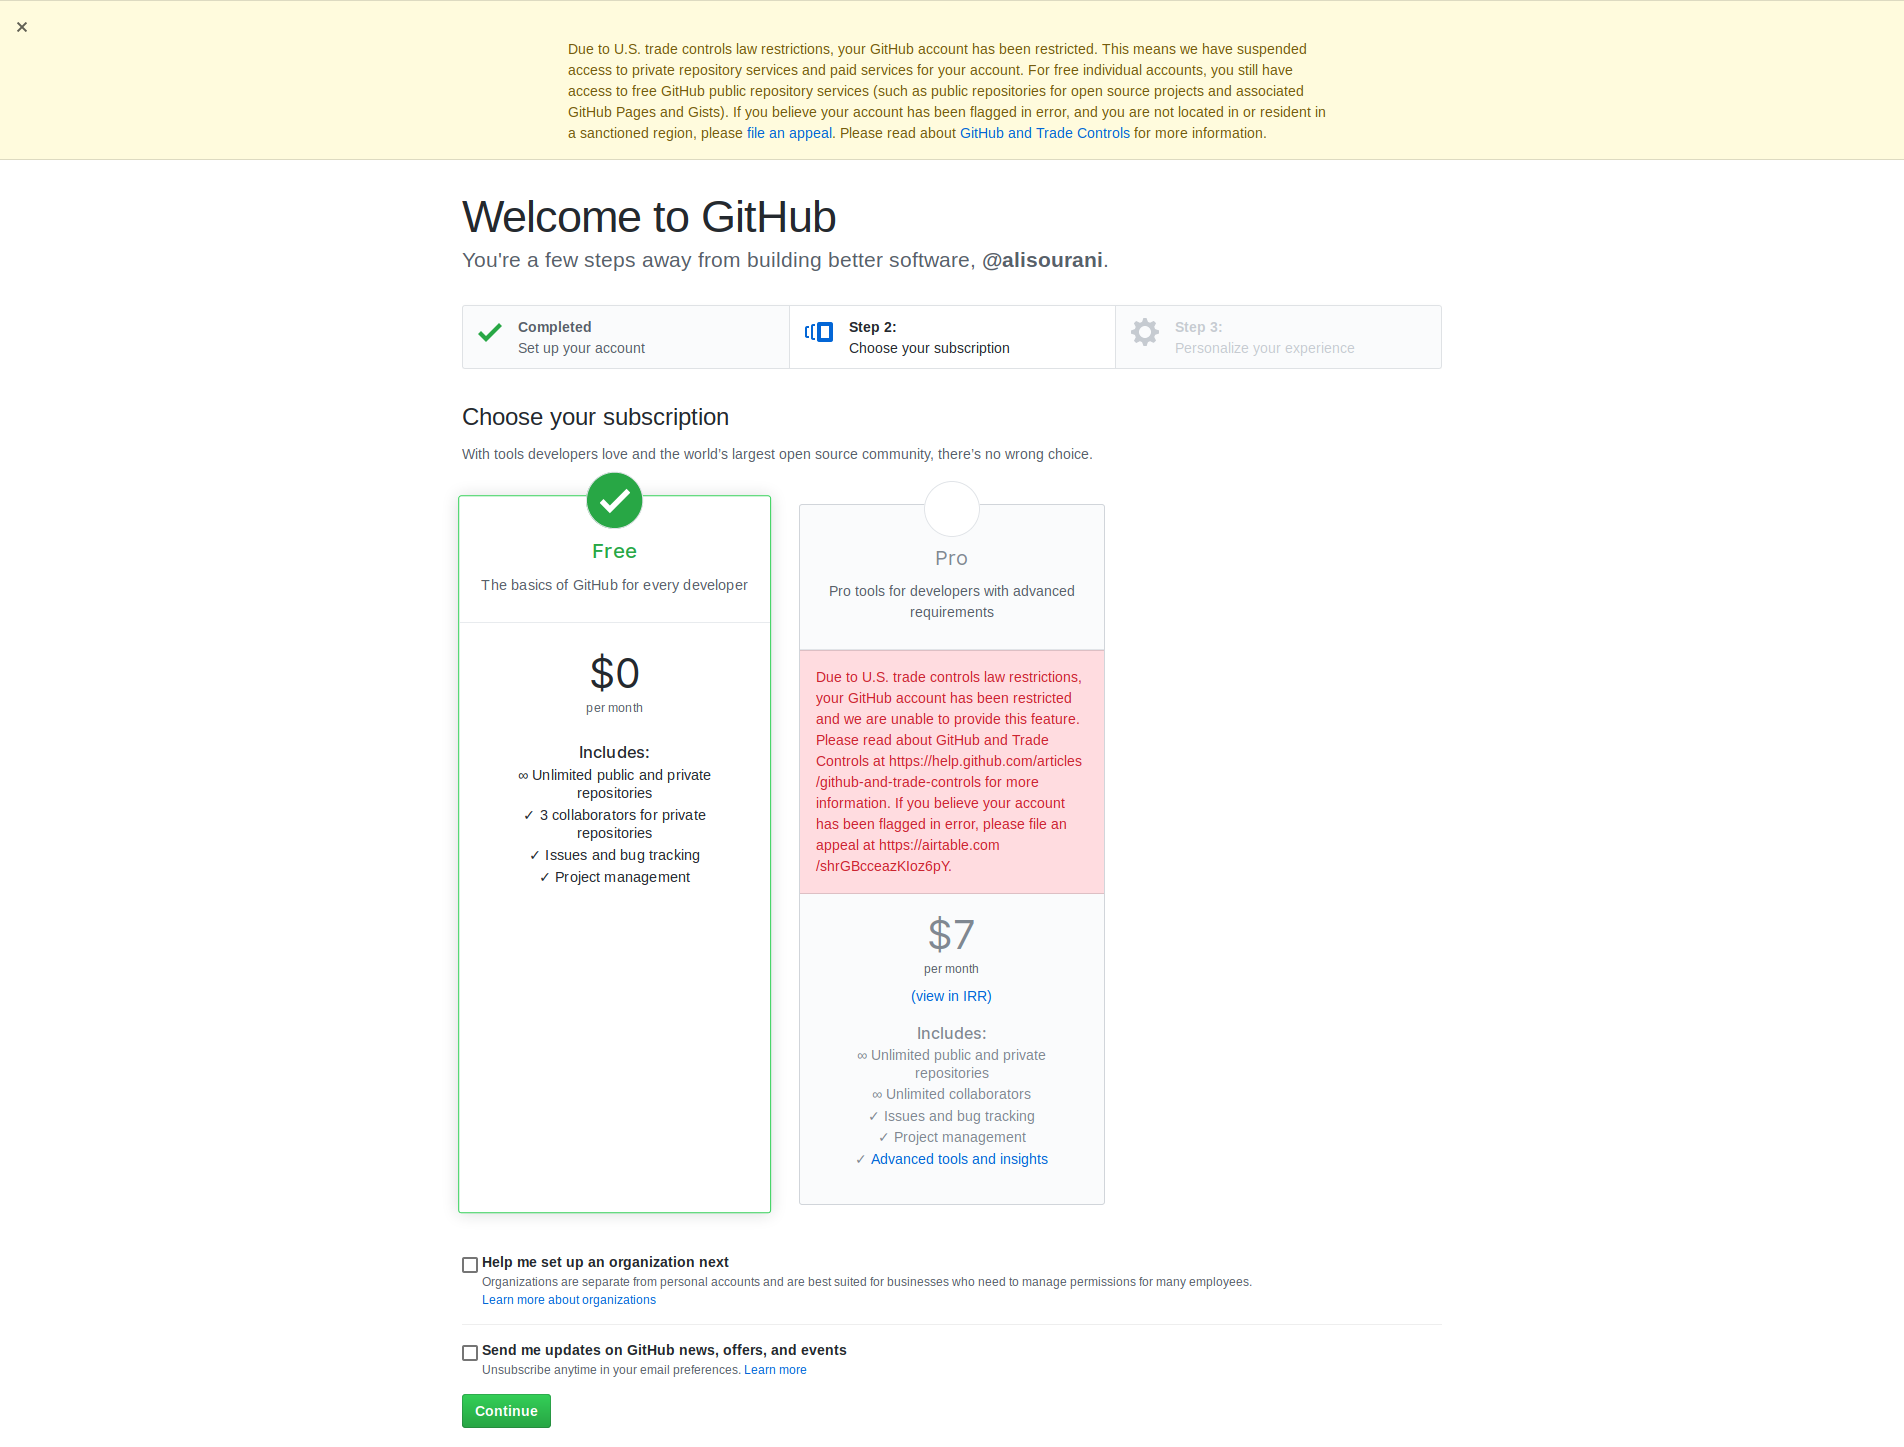 Due to U.S. trade controls law restrictions, your GitHub account has been restricted. This means we have suspended
access to private repository services and paid services for your account. For free individual accounts, you still have
access to free GitHub public repository services (such as public repositories for open source projects and associated
GitHub Pages and Gists). If you believe your account has been flagged in error, and you are not located in or resident in
a sanctioned region, please file an appeal. Please read about GitHub and Trade Controls for more information.
Welcome to GitHub
You're a few steps away from building better software, @alisourani.
Completed
Set up your account
Step 2:
Choose your subscription
Step 3:
Personalize your experience
Choose your subscription
With tools developers love and the world’s largest open source community, there’s no wrong choice.
Free
The basics of GitHub for every developer
$0
per month
Includes:
∞ Unlimited public and private
repositories
✓ 3 collaborators for private
repositories
✓ Issues and bug tracking
✓ Project management
Pro
Pro tools for developers with advanced
requirements
Due to U.S. trade controls law restrictions,
your GitHub account has been restricted
and we are unable to provide this feature.
Please read about GitHub and Trade
Controls at https://help.github.com/articles
/github-and-trade-controls for more
information. If you believe your account
has been flagged in error, please file an
appeal at https://airtable.com
/shrGBcceazKIoz6pY.
$7
per month
(view in IRR)
Includes:
∞ Unlimited public and private
repositories
∞ Unlimited collaborators
✓ Issues and bug tracking
✓ Project management
✓ Advanced tools and insights
Help me set up an organization next
Organizations are separate from personal accounts and are best suited for businesses who need to manage permissions for many employees.
Learn more about organizations
Send me updates on GitHub news, offers, and events
Unsubscribe anytime in your email preferences. Learn more
Continue